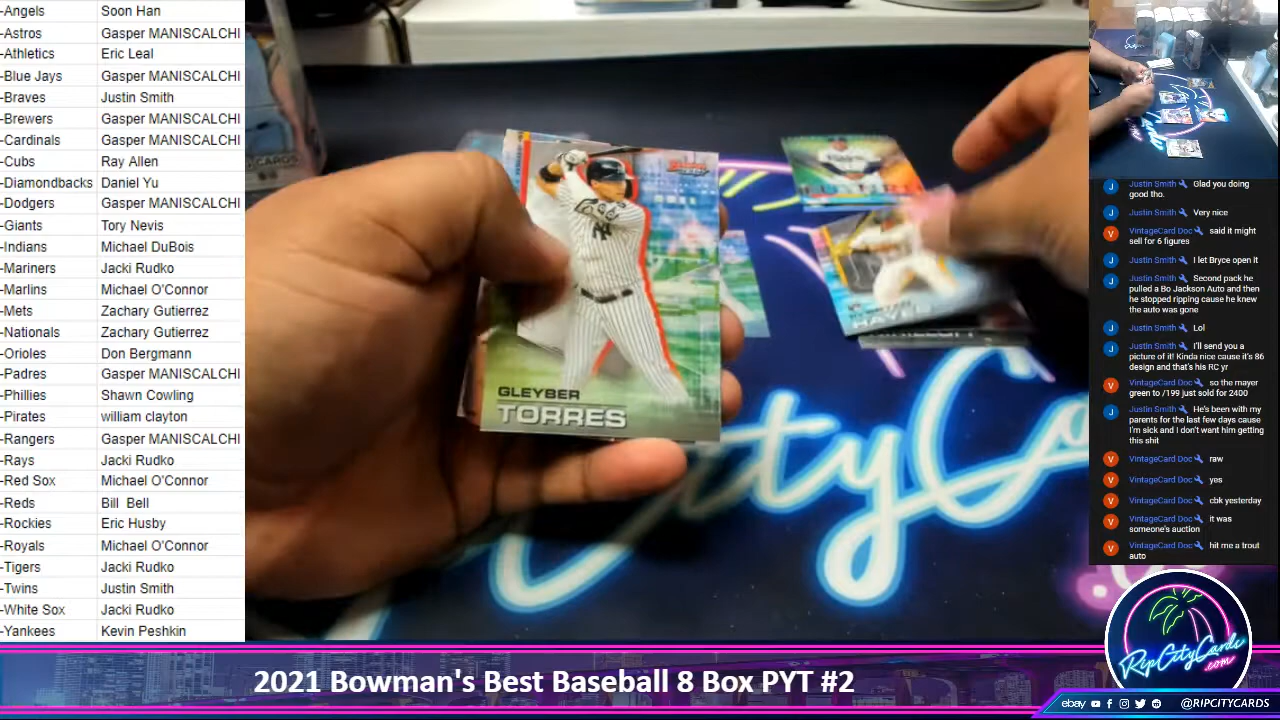 -Angels Soon Han
-Astros Gasper MANISCALCHI
-Athletics Eric Leal
-Blue Jays Gasper MANISCALCHI
-Braves Justin Smith
-Brewers Gasper MANISCALCHI
-Cardinals Gasper MANISCALCHI
-Cubs Ray Allen
-Diamondbacks Daniel Yu
-Dodgers Gasper MANISCALCHI
-Giants Tory Nevis
-Indians Michael DuBois
-Mariners Jacki Rudko
-Marlins Michael O'Connor
-Mets Zachary Gutierrez
-Nationals Zachary Gutierrez
-Orioles Don Bergmann
-Padres Gasper MANISCALCHI
-Phillies Shawn Cowling
-Pirates william clayton
-Rangers Gasper MANISCALCHI
-Rays Jacki Rudko
-Red Sox Michael O'Connor
-Reds Bill Bell
-Rockies Eric Husby
-Royals Michael O'Connor
-Tigers Jacki Rudko
-Twins Justin Smith
-White Sox Jacki Rudko
-Yankees Kevin Peshkin
GLEYBER
TORRES
City C
J Justin Smith Glad you doing
good tho.
J Justin Smith Very nice
V VintageCard Doc said it might
sell for 6 figures
J Justin Smith I let Bryce open it
J Justin Smith Second pack he
pulled a Bo Jackson Auto and then
he stopped ripping cause he knew
the auto was gone
J Justin Smith Lol
J Justin Smith I'll send you a
picture of it! Kinda nice cause it's 86
design and that's his RC yr
V VintageCard Doc so the mayer
green to /199 just sold for 2400
J Justin Smith He's been with my
parents for the last few days cause
I'm sick and I don't want him getting
this shit
V VintageCard Doc raw
V VintageCard Doc yes
V VintageCard Doc cbk yesterday
V VintageCard Doc it was
someone's auction
V VintageCard Doc hit me a trout
auto
RipCityCards
.com
2021 Bowman's Best Baseball 8 Box PYT #2
ebay @RIPCITYCARDS